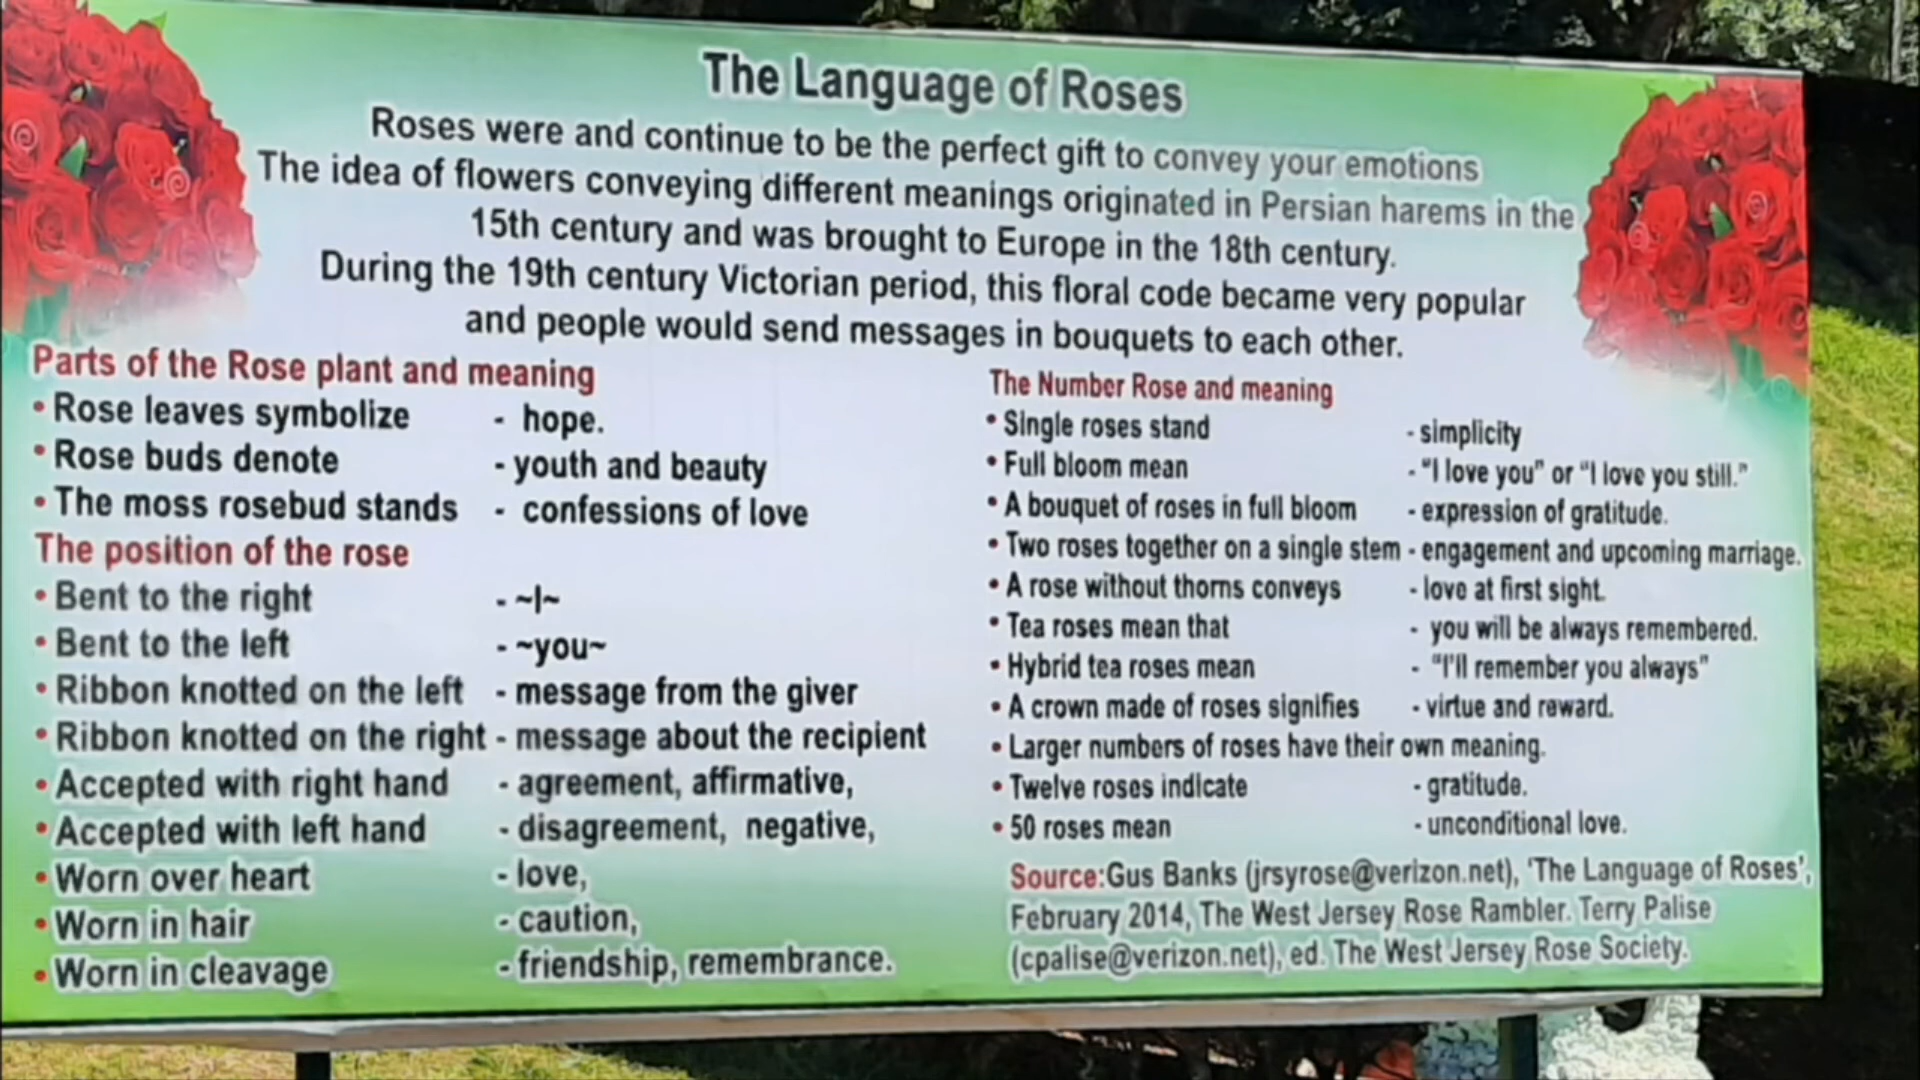 The Language of Roses
Roses were and continue to be the perfect gift to convey your emotions
The idea of flowers conveying different meanings originated in Persian harems in the
15th century and was brought to Europe in the 18th century.
During the 19th century Victorian period, this floral code became very popular
and people would send messages in bouquets to each other.
Parts of the Rose plant and meaning
• Rose leaves symbolize - hope.
• Rose buds denote - youth and beauty
• The moss rosebud stands - confessions of love
The position of the rose
• Bent to the right - ~I~
• Bent to the left - ~you~
• Ribbon knotted on the left - message from the giver
• Ribbon knotted on the right - message about the recipient
• Accepted with right hand - agreement, affirmative,
• Accepted with left hand - disagreement, negative,
• Worn over heart - love,
• Worn in hair - caution,
• Worn in cleavage - friendship, remembrance.
The Number Rose and meaning
• Single roses stand - simplicity
• Full bloom mean - “I love you” or “I love you still.”
• A bouquet of roses in full bloom - expression of gratitude.
• Two roses together on a single stem - engagement and upcoming marriage.
• A rose without thorns conveys - love at first sight.
• Tea roses mean that - you will be always remembered.
• Hybrid tea roses mean - “I'll remember you always”
• A crown made of roses signifies - virtue and reward.
• Larger numbers of roses have their own meaning.
• Twelve roses indicate - gratitude.
• 50 roses mean - unconditional love.
Source:Gus Banks (jrsyrose@verizon.net), 'The Language of Roses',
February 2014, The West Jersey Rose Rambler. Terry Palise
(cpalise@verizon.net), ed. The West Jersey Rose Society.